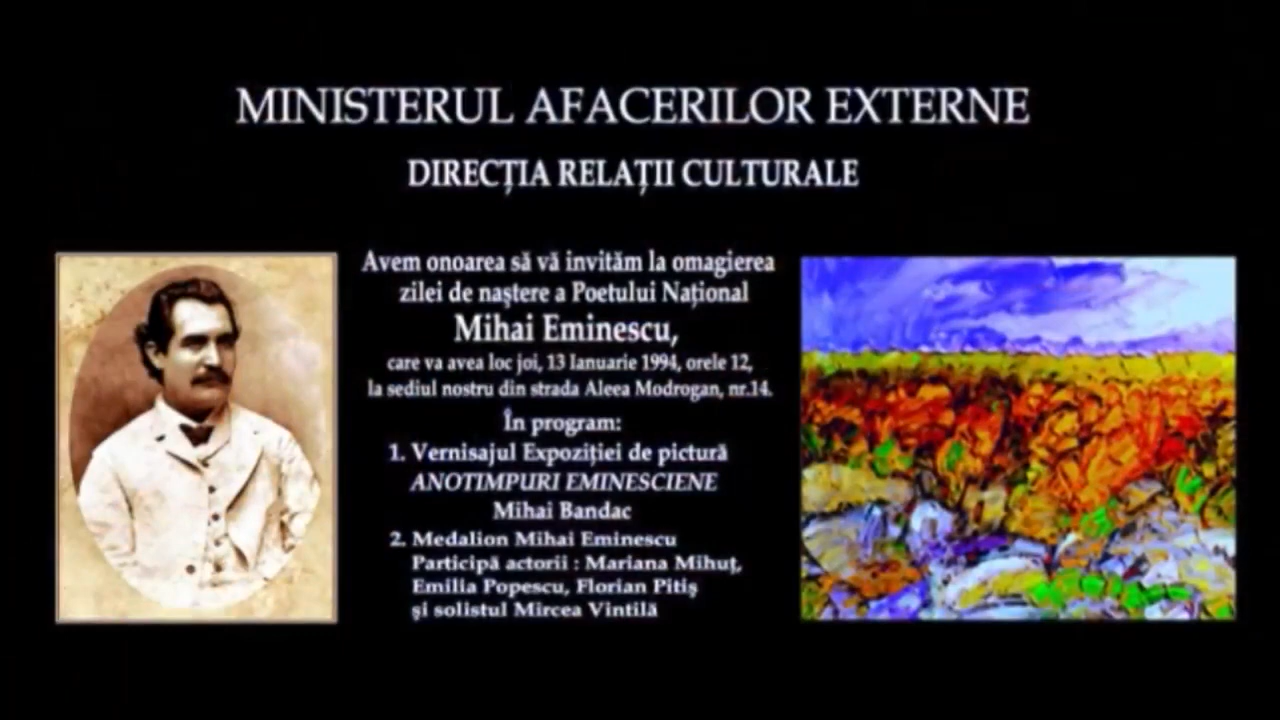 MINISTERUL AFACERILOR EXTERNE
DIRECȚIA RELAȚII CULTURALE
Avem onoarea să vă invităm la omagierea
zilei de naștere a Poetului Național
Mihai Eminescu,
care va avea loc joi, 13 Ianuarie 1994, orele 12,
la sediul nostru din strada Aleea Modrogan, nr.14.
În program:
1. Vernisajul Expoziției de pictură
ANOTIMPURI EMINESCIENE
Mihai Bandac
2. Medalion Mihai Eminescu
Participă actorii : Mariana Mihuț,
Emilia Popescu, Florian Pitiș
și solistul Mircea Vintilă